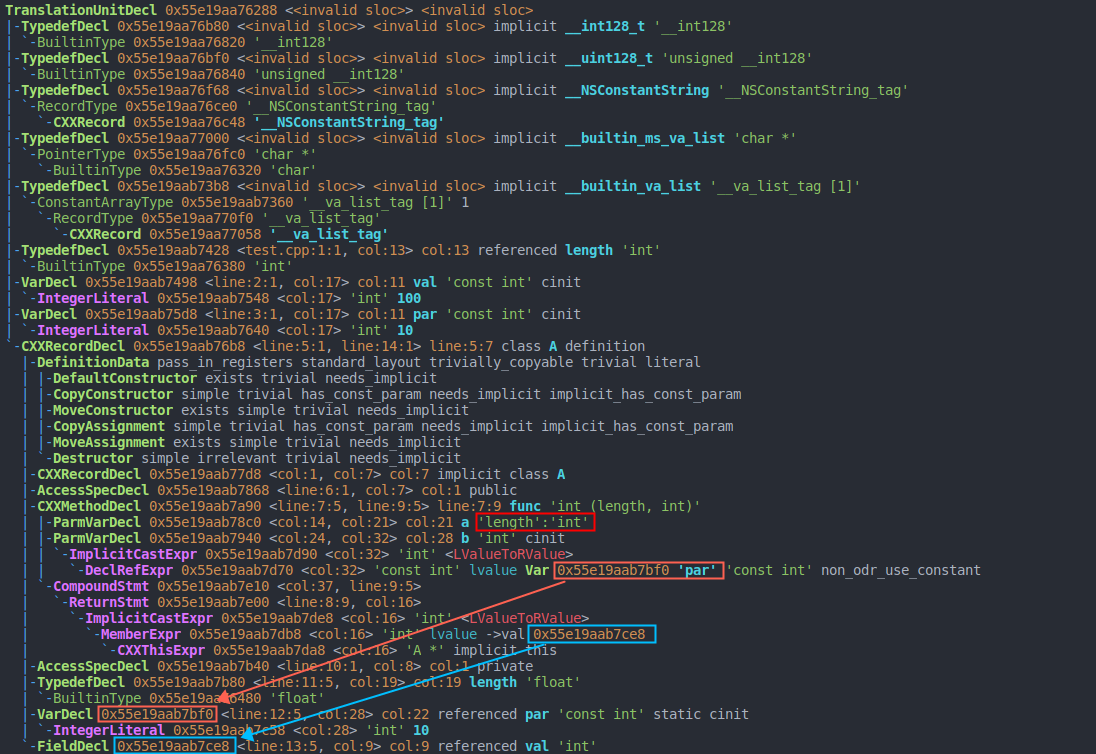 TranslationUnitDecl 0x55e19aa76288 <<invalid sloc>> <invalid sloc>
|-TypedefDecl 0x55e19aa76b80 <<invalid sloc>> <invalid sloc> implicit __int128_t '__int128'
| `-BuiltinType 0x55e19aa76820 '__int128'
|-TypedefDecl 0x55e19aa76bf0 <<invalid sloc>> <invalid sloc> implicit __uint128_t 'unsigned __int128'
| `-BuiltinType 0x55e19aa76840 'unsigned __int128'
|-TypedefDecl 0x55e19aa76f68 <<invalid sloc>> <invalid sloc> implicit __NSConstantString '__NSConstantString_tag'
| `-RecordType 0x55e19aa76ce0 '__NSConstantString_tag'
|   `-CXXRecord 0x55e19aa76c48 '__NSConstantString_tag'
|-TypedefDecl 0x55e19aa77000 <<invalid sloc>> <invalid sloc> implicit __builtin_ms_va_list 'char *'
| `-PointerType 0x55e19aa76fc0 'char *'
|   `-BuiltinType 0x55e19aa76320 'char'
|-TypedefDecl 0x55e19aab73b8 <<invalid sloc>> <invalid sloc> implicit __builtin_va_list '__va_list_tag [1]'
| `-ConstantArrayType 0x55e19aab7360 '__va_list_tag [1]' 1
|   `-RecordType 0x55e19aa770f0 '__va_list_tag'
|     `-CXXRecord 0x55e19aa77058 '__va_list_tag'
|-TypedefDecl 0x55e19aab7428 <test.cpp:1:1, col:13> col:13 referenced length 'int'
| `-BuiltinType 0x55e19aa76380 'int'
|-VarDecl 0x55e19aab7498 <line:2:1, col:17> col:11 val 'const int' cinit
| `-IntegerLiteral 0x55e19aab7548 <col:17> 'int' 100
|-VarDecl 0x55e19aab75d8 <line:3:1, col:17> col:11 par 'const int' cinit
| `-IntegerLiteral 0x55e19aab7640 <col:17> 'int' 10
`-CXXRecordDecl 0x55e19aab76b8 <line:5:1, line:14:1> line:5:7 class A definition
  |-DefinitionData pass_in_registers standard_layout trivially_copyable trivial literal
  | |-DefaultConstructor exists trivial needs_implicit
  | |-CopyConstructor simple trivial has_const_param needs_implicit implicit_has_const_param
  | |-MoveConstructor exists simple trivial needs_implicit
  | |-CopyAssignment simple trivial has_const_param needs_implicit implicit_has_const_param
  | |-MoveAssignment exists simple trivial needs_implicit
  | `-Destructor simple irrelevant trivial needs_implicit
  |-CXXRecordDecl 0x55e19aab77d8 <col:1, col:7> col:7 implicit class A
  |-AccessSpecDecl 0x55e19aab7868 <line:6:1, col:7> col:1 public
  |-CXXMethodDecl 0x55e19aab7a90 <line:7:5, line:9:5> line:7:9 func 'int (length, int)'
  | |-ParmVarDecl 0x55e19aab78c0 <col:14, col:21> col:21 a 'length':'int'
  | |-ParmVarDecl 0x55e19aab7940 <col:24, col:32> col:28 b 'int' cinit
  | | `-ImplicitCastExpr 0x55e19aab7d90 <col:32> 'int' <LValueToRValue>
  | |   `-DeclRefExpr 0x55e19aab7d70 <col:32> 'const int' lvalue Var 0x55e19aab7bf0 'par' 'const int' non_odr_use_constant
  | `-CompoundStmt 0x55e19aab7e10 <col:37, line:9:5>
  |   `-ReturnStmt 0x55e19aab7e00 <line:8:9, col:16>
  |     `-ImplicitCastExpr 0x55e19aab7de8 <col:16> 'int' <LValueToRValue>
  |       `-MemberExpr 0x55e19aab7db8 <col:16> 'int' lvalue ->val 0x55e19aab7ce8
  |         `-CXXThisExpr 0x55e19aab7da8 <col:16> 'A *' implicit this
  |-AccessSpecDecl 0x55e19aab7b40 <line:10:1, col:8> col:1 private
  |-TypedefDecl 0x55e19aab7b80 <line:11:5, col:19> col:19 length 'float'
  | `-BuiltinType 0x55e19aa76480 'float'
  |-VarDecl 0x55e19aab7bf0 <line:12:5, col:28> col:22 referenced par 'const int' static cinit
  | `-IntegerLiteral 0x55e19aab7c58 <col:28> 'int' 10
  `-FieldDecl 0x55e19aab7ce8 <line:13:5, col:9> col:9 referenced val 'int'